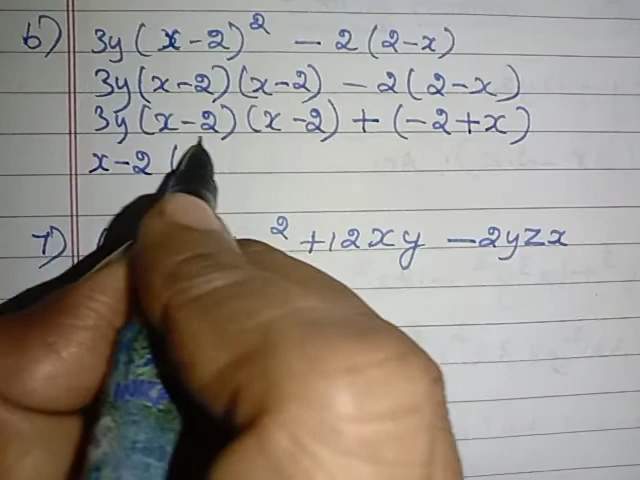 6) 3y(x-2)² - 2(2-x)
3y(x-2)(x-2) - 2(2-x)
3y(x-2)(x-2) + (-2+x)
x-2(
7) ² +12xy -2yzx